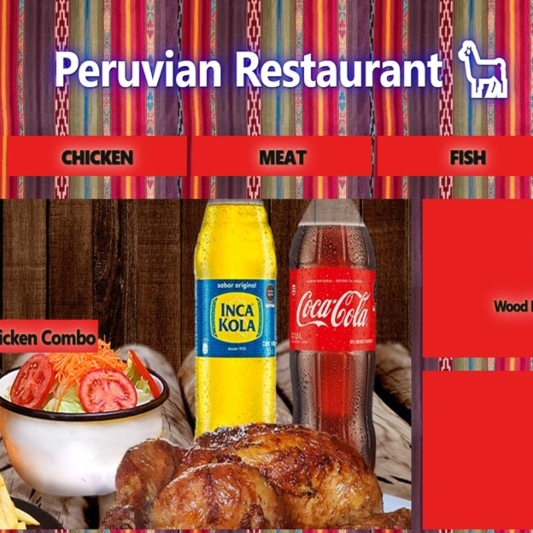 Peruvian Restaurant
CHICKEN
MEAT
FISH
sabor original
INCA
KOLA
Coca-Cola
icken Combo
Wood